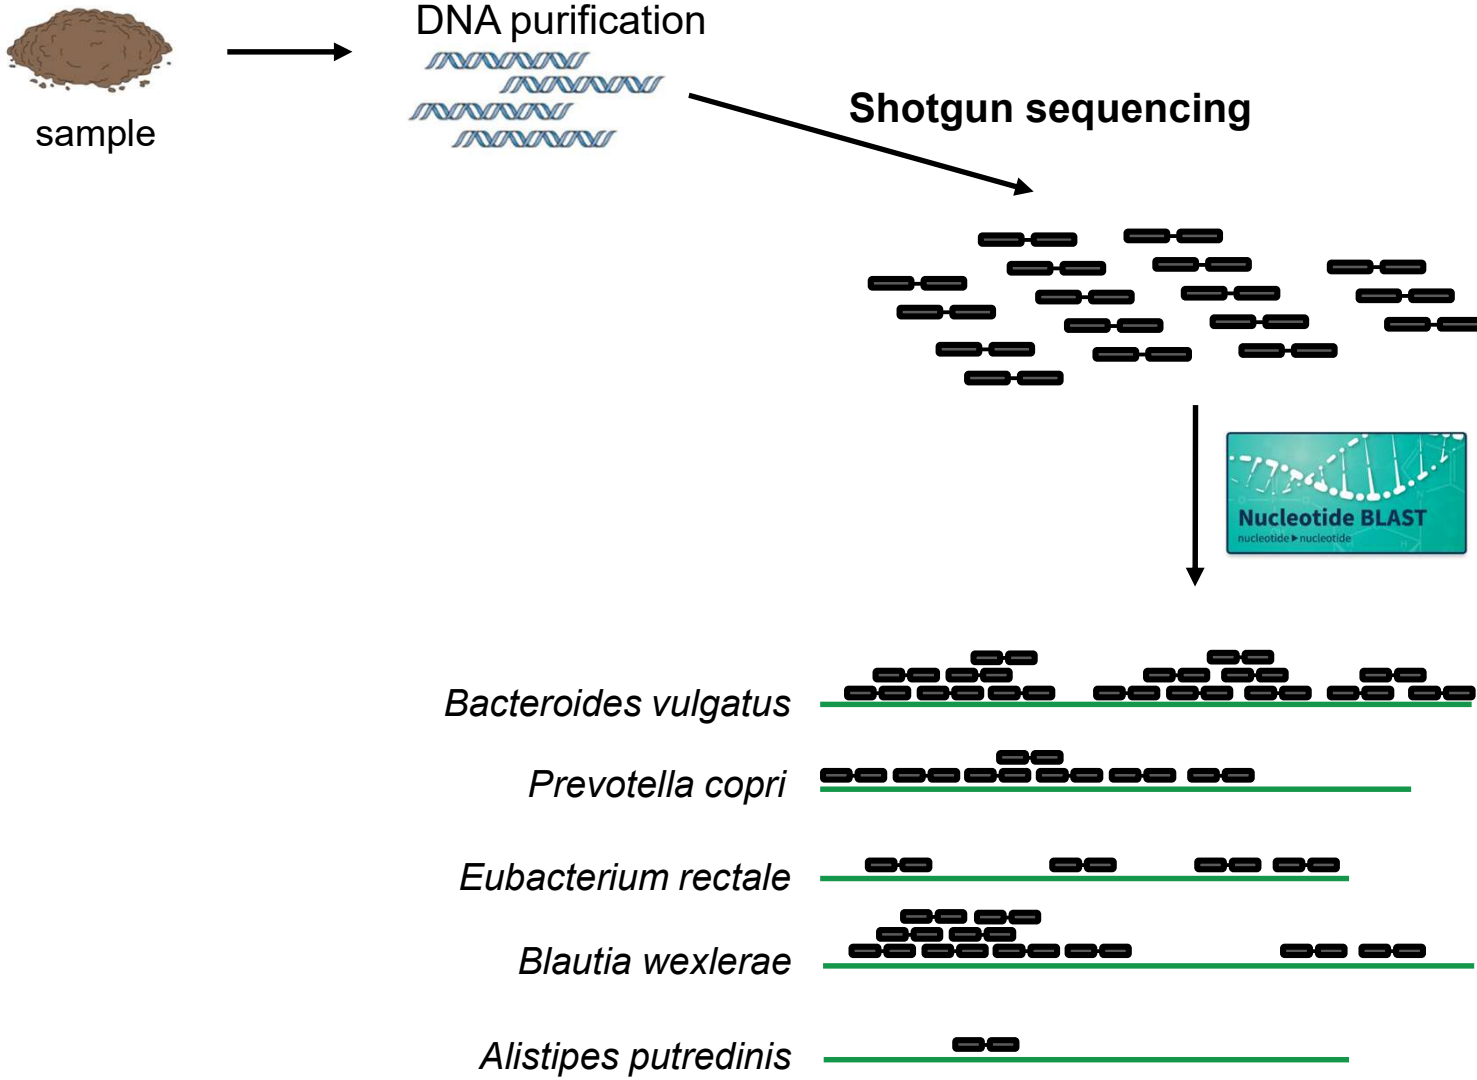 DNA purification
sample
Shotgun sequencing
Nucleotide BLAST
nucleotide ▶ nucleotide
Bacteroides vulgatus
Prevotella copri
Eubacterium rectale
Blautia wexlerae
Alistipes putredinis